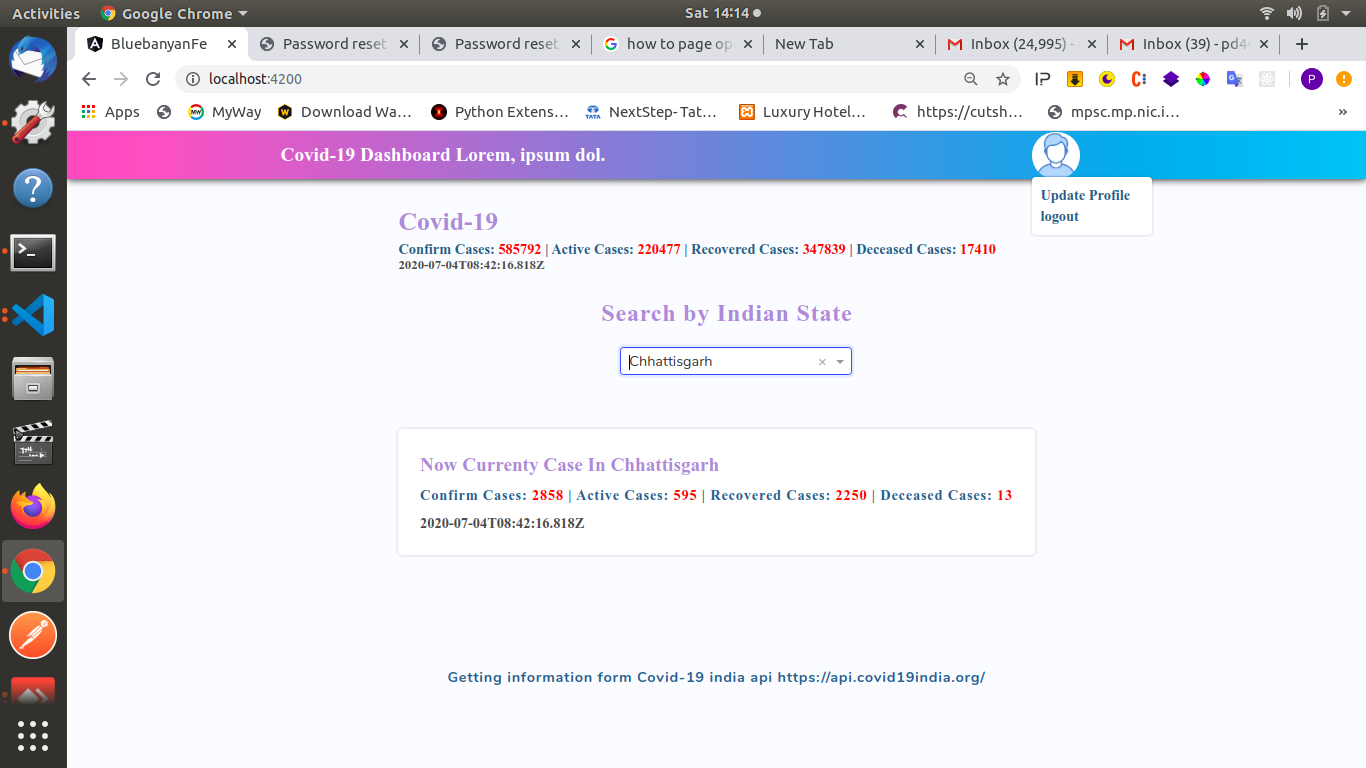 Activities Google Chrome Sat 14:14
BluebanyanFe Password reset Password reset how to page op New Tab Inbox (24,995) - Inbox (39) - pd4
localhost:4200
Apps MyWay Download Wa... Python Extens... NextStep- Tat... Luxury Hotel... https://cutsh... mpsc.mp.nic.i... »
Covid-19 Dashboard Lorem, ipsum dol.
Update Profile
logout
Covid-19
Confirm Cases: 585792 | Active Cases: 220477 | Recovered Cases: 347839 | Deceased Cases: 17410
2020-07-04T08:42:16.818Z
Search by Indian State
Chhattisgarh
Now Currenty Case In Chhattisgarh
Confirm Cases: 2858 | Active Cases: 595 | Recovered Cases: 2250 | Deceased Cases: 13
2020-07-04T08:42:16.818Z
Getting information form Covid-19 india api https://api.covid19india.org/